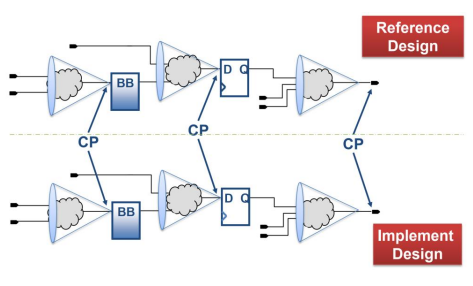 Reference
Design
BB
D Q
CP
CP
CP
BB
D Q
Implement
Design